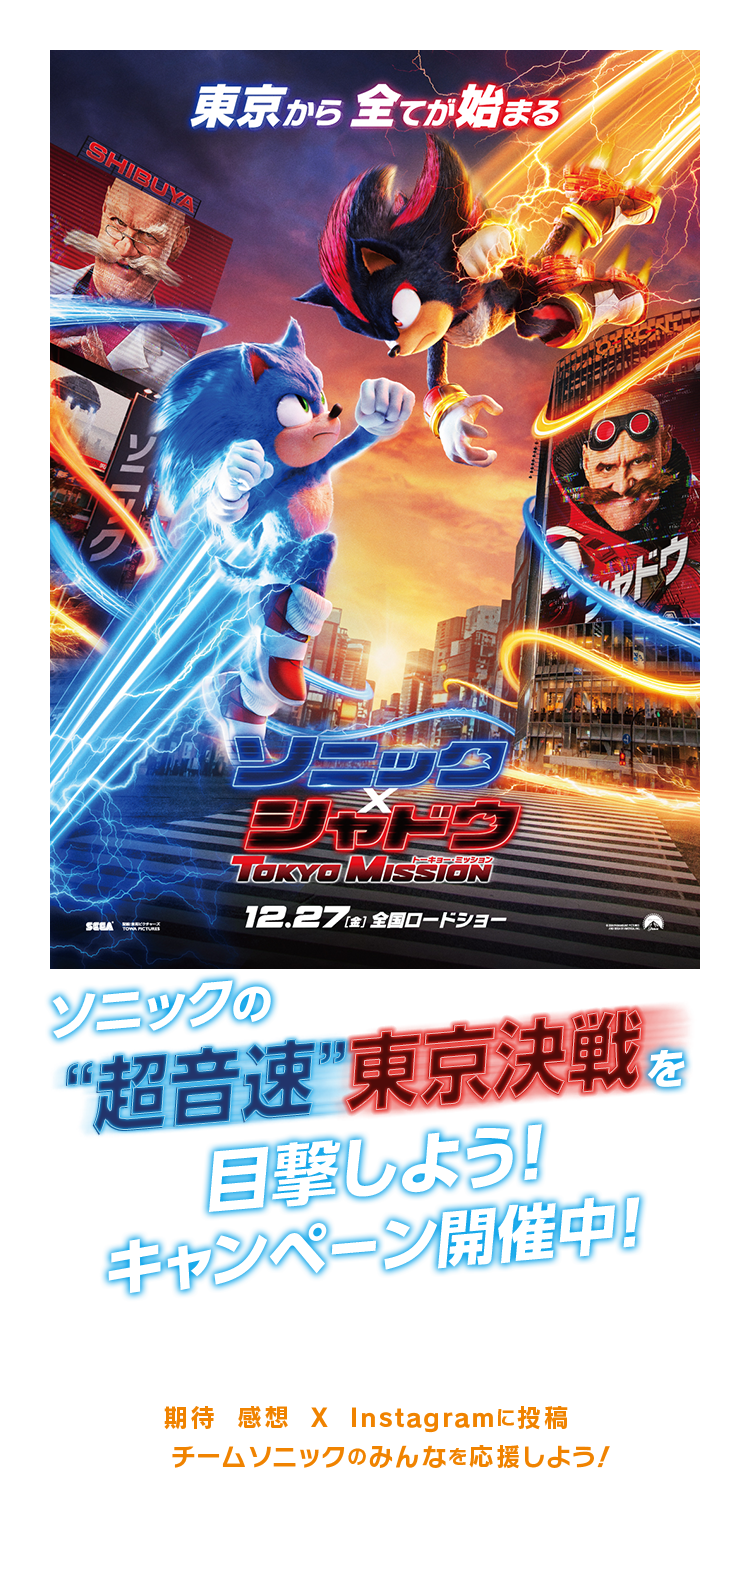 東京から 全てが始まる
SHIBUYA
ソニック
シャドウ
ソニック
×
シャドウ
トーキョー・ミッション
TOKYO MISSION
12.27[金] 全国ロードショー
SEGA
TOWA PICTURES
ソニックの
“超音速”東京決戦を
目撃しよう!
キャンペーン開催中!
期待 感想 X Instagramに投稿
チームソニックのみんなを応援しよう!